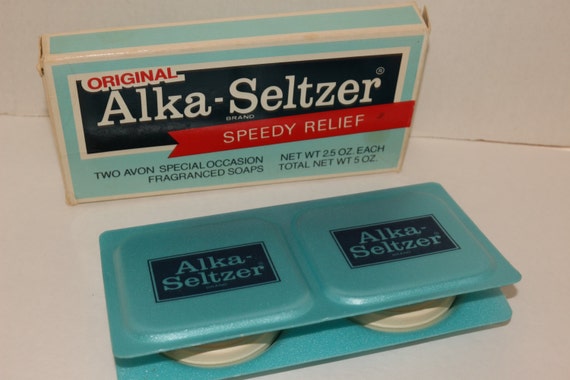 ORIGINAL
Alka-Seltzer®
BRAND
SPEEDY RELIEF
TWO AVON SPECIAL OCCASION
FRAGRANCED SOAPS
NET WT 2.5 OZ. EACH
TOTAL NET WT 5 OZ.
Alka-
Seltzer®
Alka-
Seltzer®